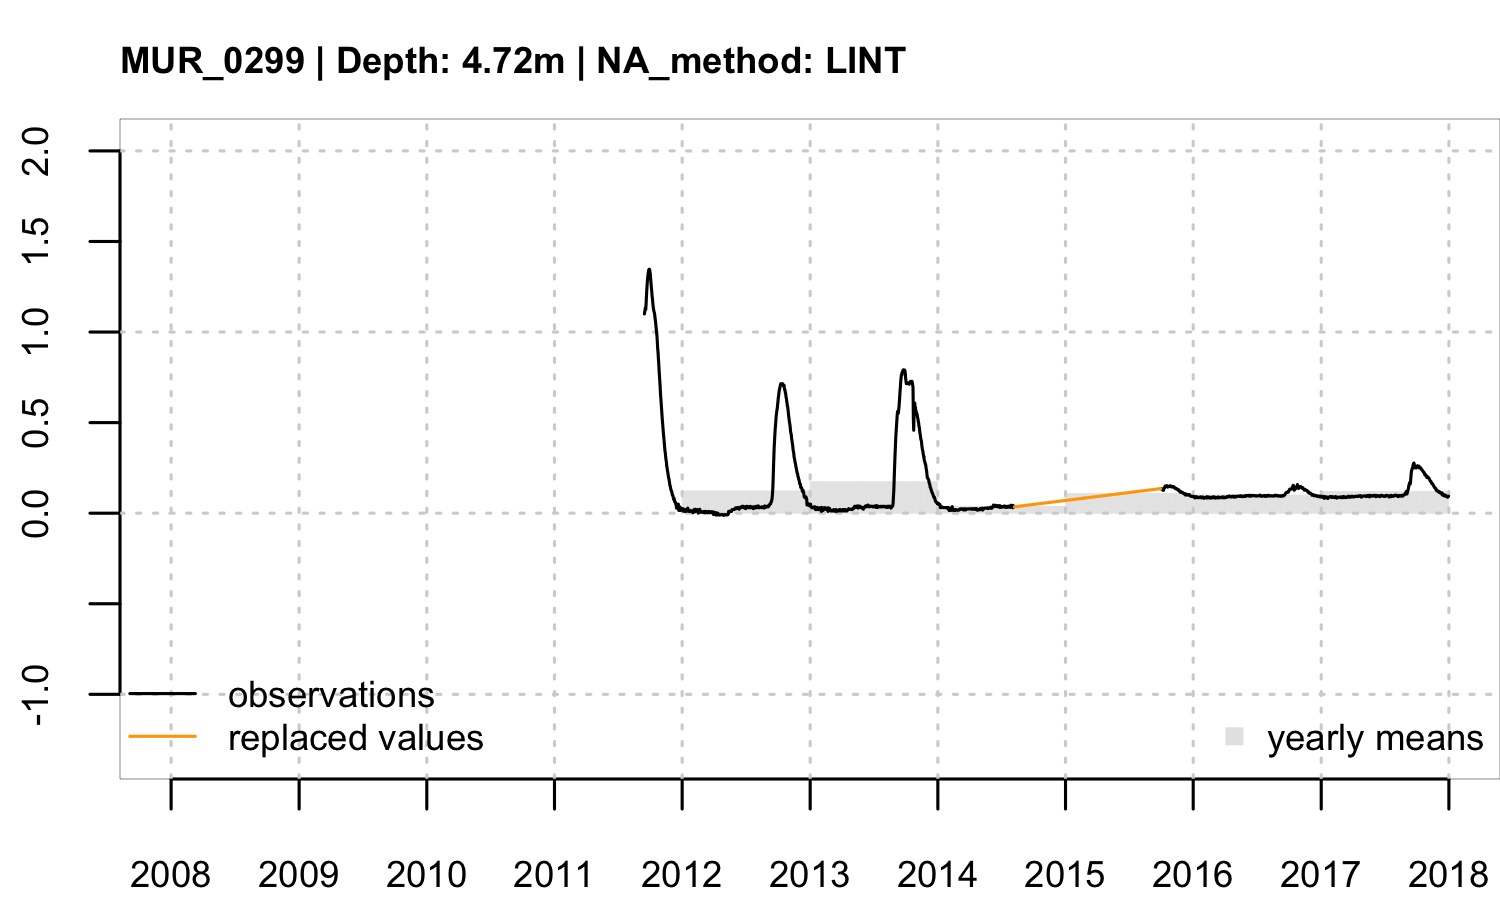 MUR_0299 | Depth: 4.72m | NA_method: LINT
2.0
1.5
1.0
0.5
0.0
-1.0
observations
replaced values
yearly means
2008 2009 2010 2011 2012 2013 2014 2015 2016 2017 2018